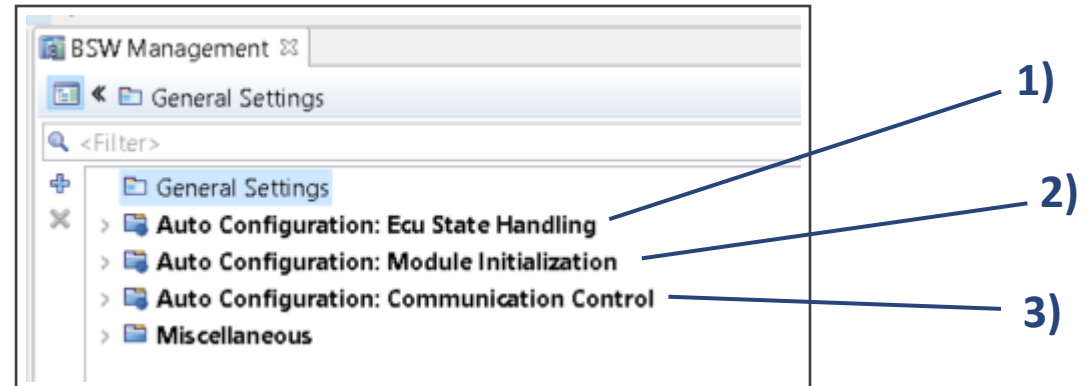 BSW Management
General Settings
<Filter>
General Settings
Auto Configuration: Ecu State Handling
Auto Configuration: Module Initialization
Auto Configuration: Communication Control
Miscellaneous
1)
2)
3)